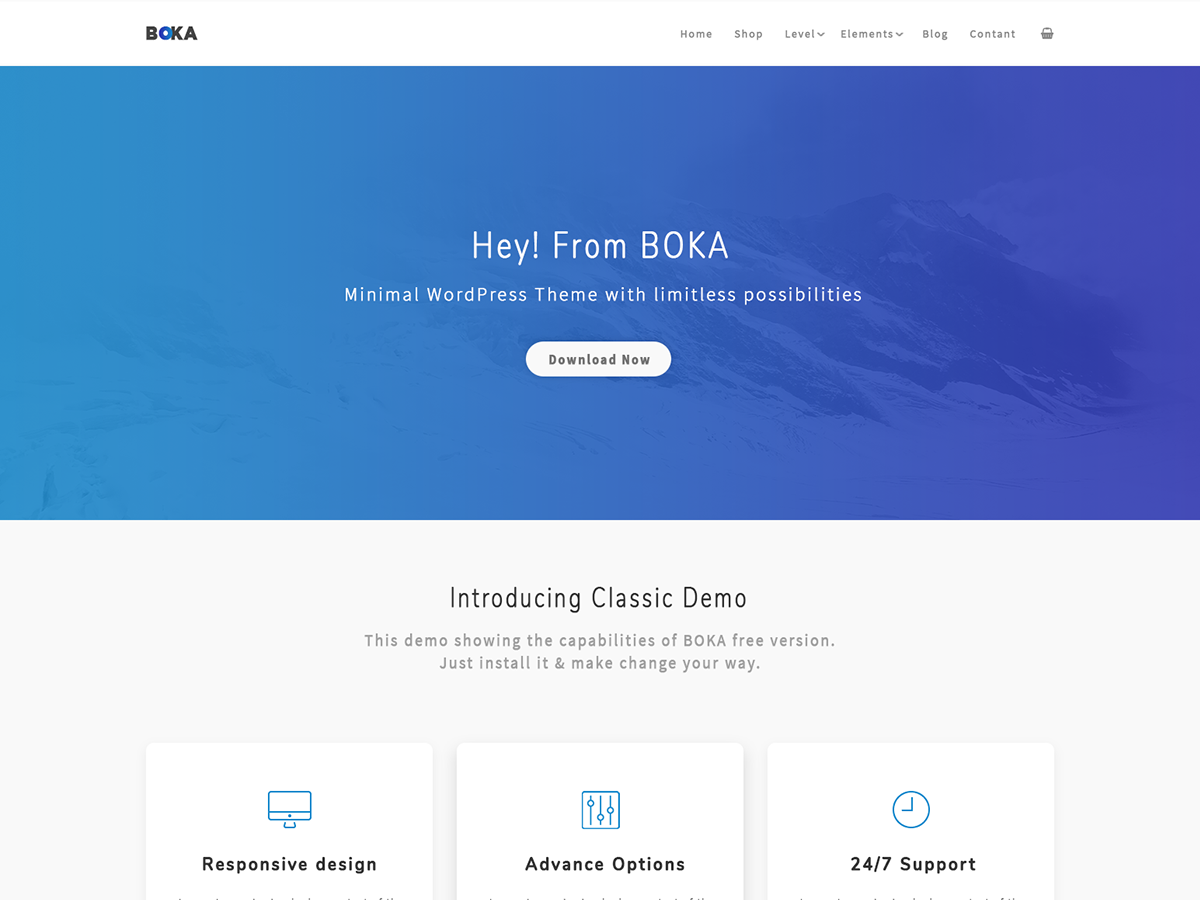 BOKA
Home Shop Level Elements Blog Contant
Hey! From BOKA
Minimal WordPress Theme with limitless possibilities
Download Now
Introducing Classic Demo
This demo showing the capabilities of BOKA free version.
Just install it & make change your way.
Responsive design Advance Options 24/7 Support